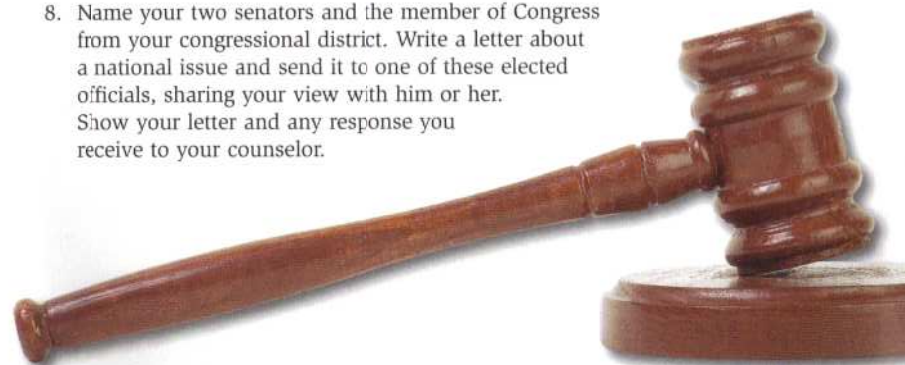 8. Name your two senators and the member of Congress
from your congressional district. Write a letter about
a national issue and send it to one of these elected
officials, sharing your view with him or her.
Show your letter and any response you
receive to your counselor.